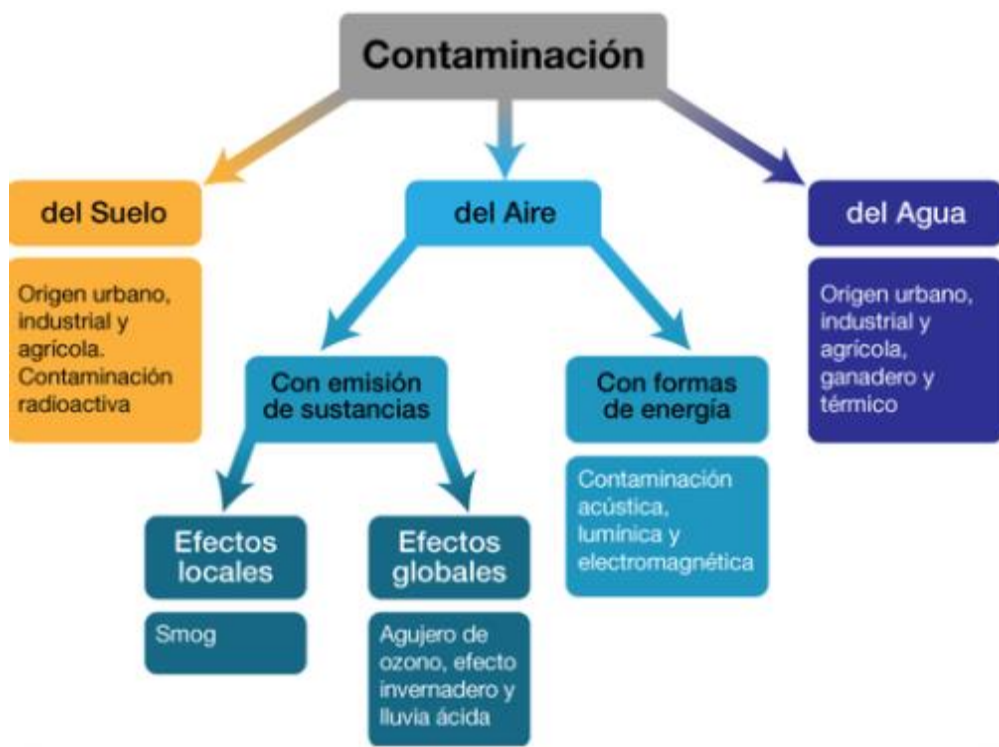 Contaminación
del Suelo
Origen urbano,
industrial y
agrícola.
Contaminación
radioactiva
del Aire
Con emisión
de sustancias
Efectos
locales
Smog
Efectos
globales
Agujero de
ozono, efecto
invernadero y
lluvia ácida
Con formas
de energía
Contaminación
acústica,
lumínica y
electromagnética
del Agua
Origen urbano,
industrial y
agrícola,
ganadero y
térmico